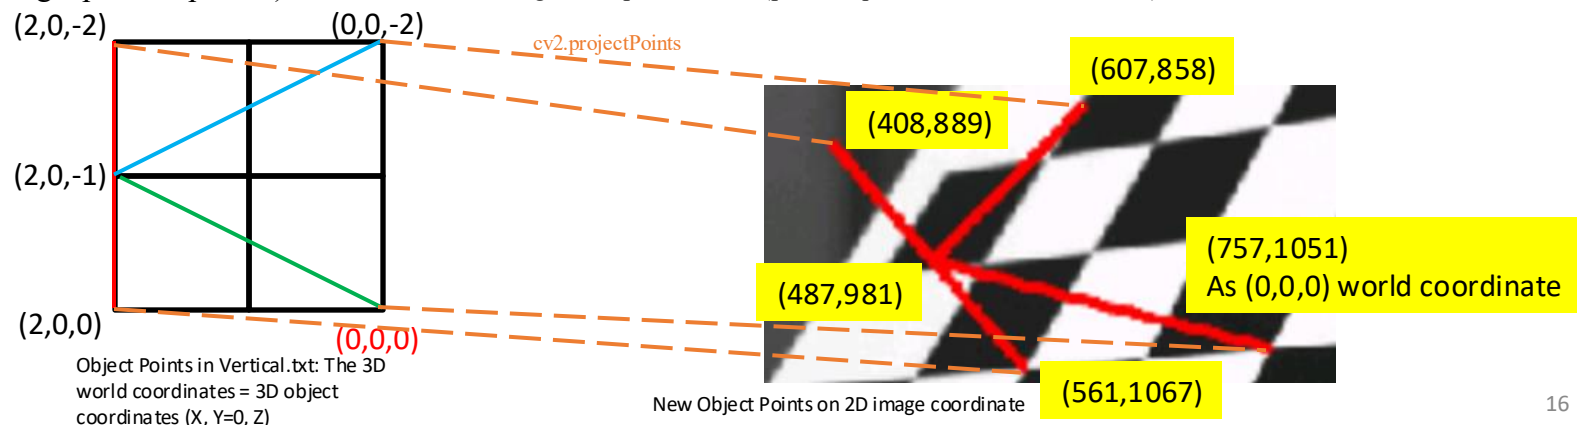 (2,0,-2)
(0,0,-2)
cv2.projectPoints
(607,858)
(408,889)
(2,0,-1)
(757,1051)
As (0,0,0) world coordinate
(487,981)
(2,0,0)
(0,0,0)
Object Points in Vertical.txt: The 3D
world coordinates = 3D object
coordinates (X, Y=0, Z)
New Object Points on 2D image coordinate
(561,1067)
16